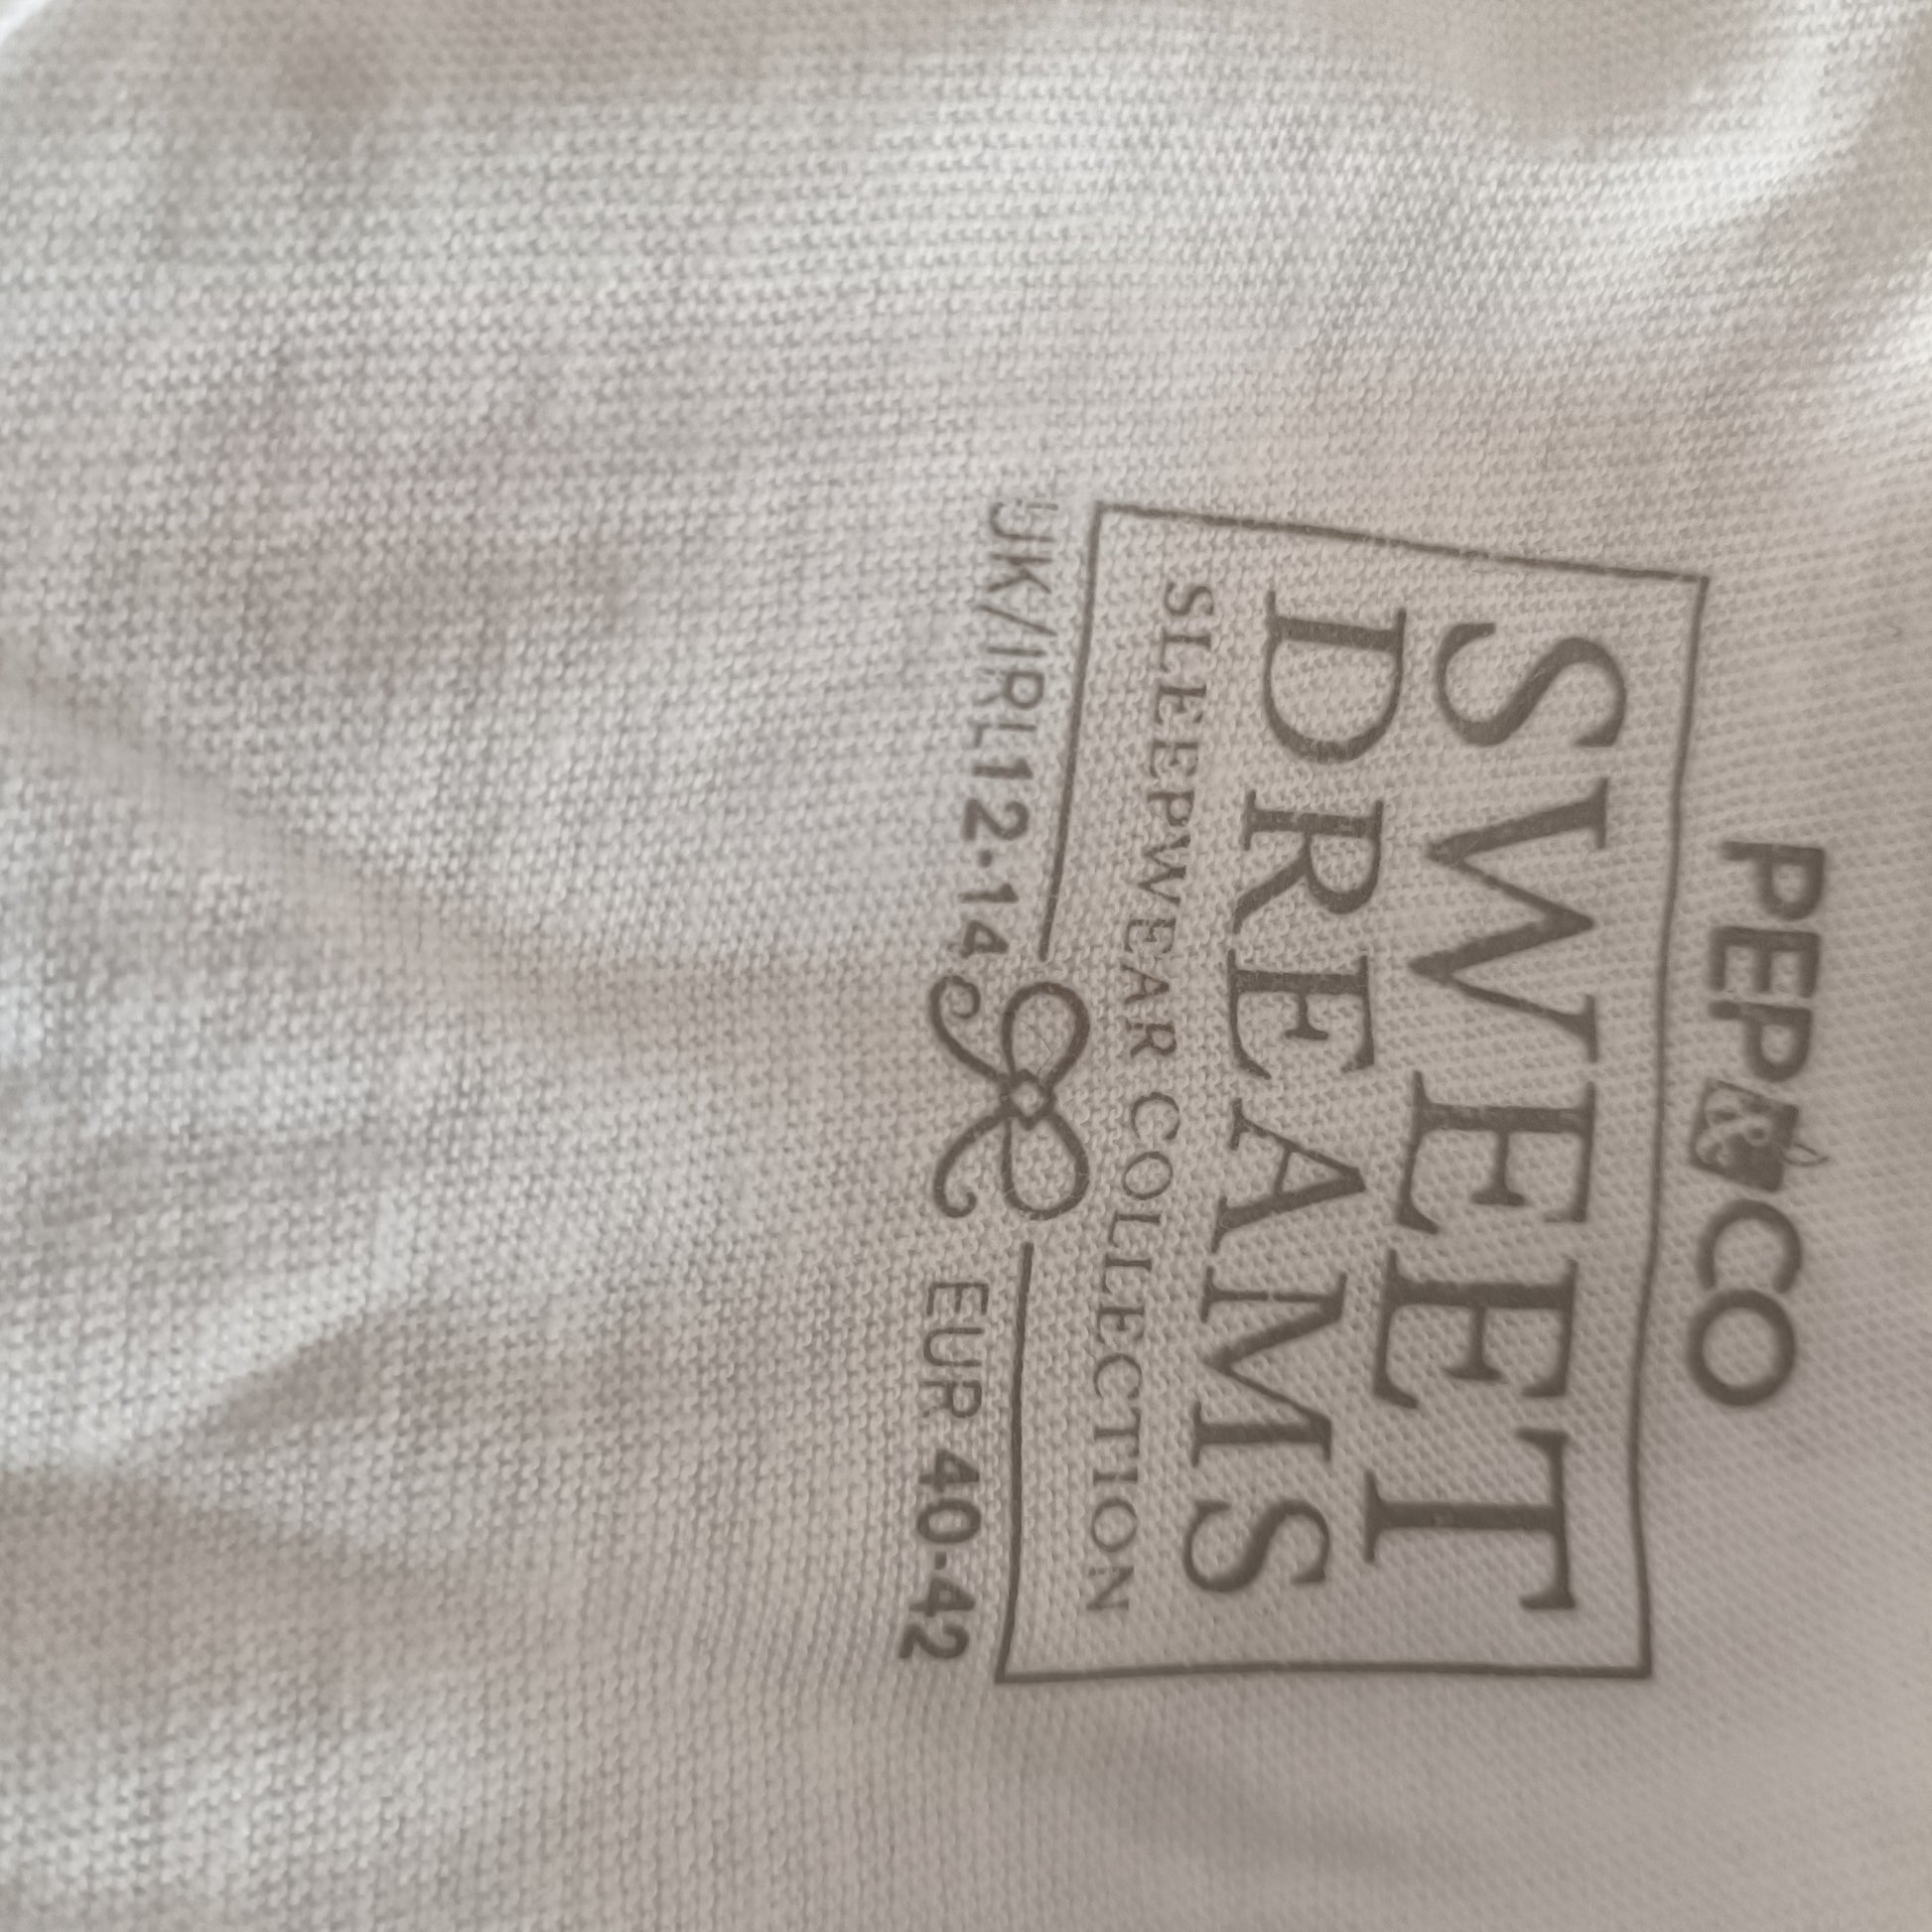 PEP&CO
SWEET
DREAMS
SLEEPWEAR COLLECTION
UK/IRL 12-14 EUR 40-42